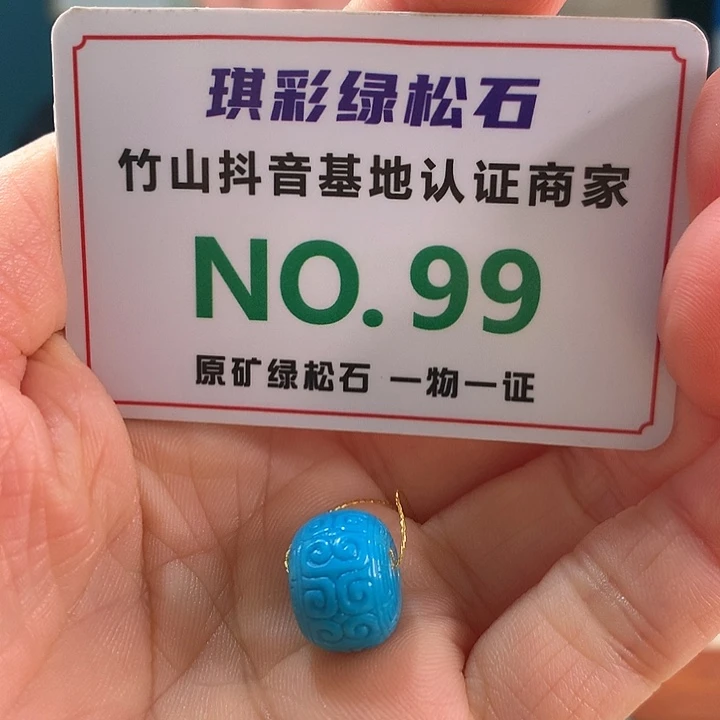 琪彩绿松石
竹山抖音基地认证商家
NO.99
原矿绿松石 一物一证